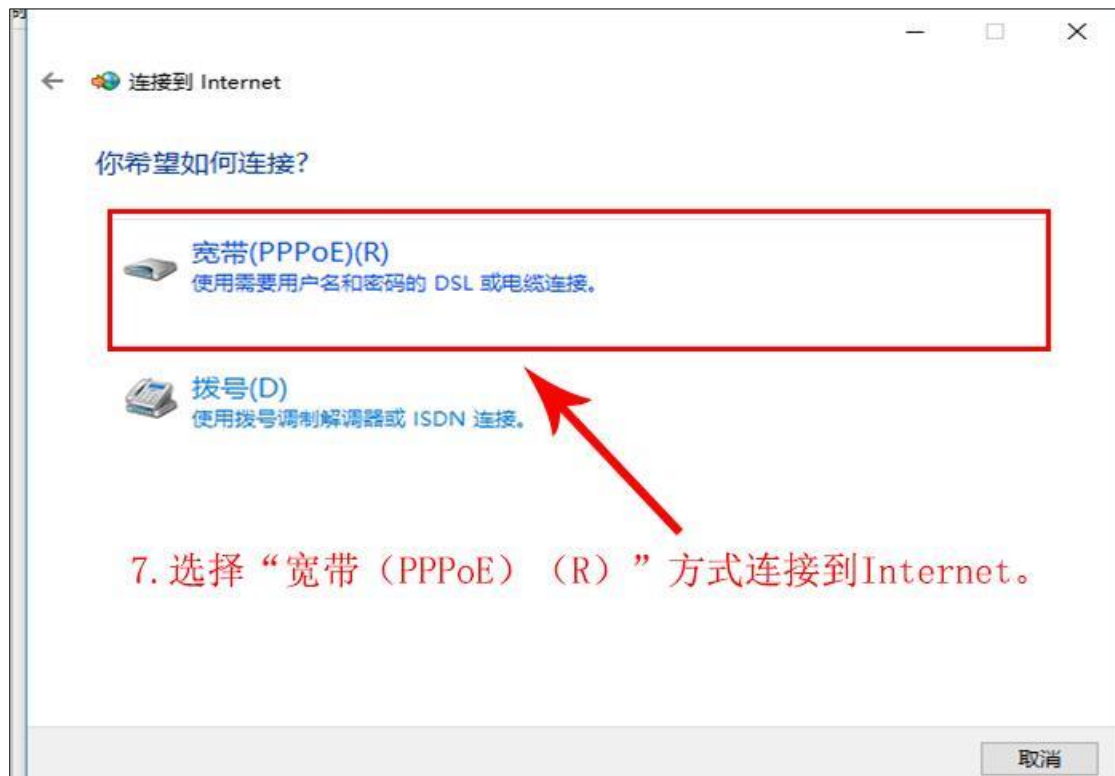 连接到 Internet
你希望如何连接?
宽带(PPPoE)(R)
使用需要用户名和密码的 DSL 或电缆连接。
拨号(D)
使用拨号调制解调器或 ISDN 连接。
7.选择“宽带（PPPoE）（R）”方式连接到Internet。
取消